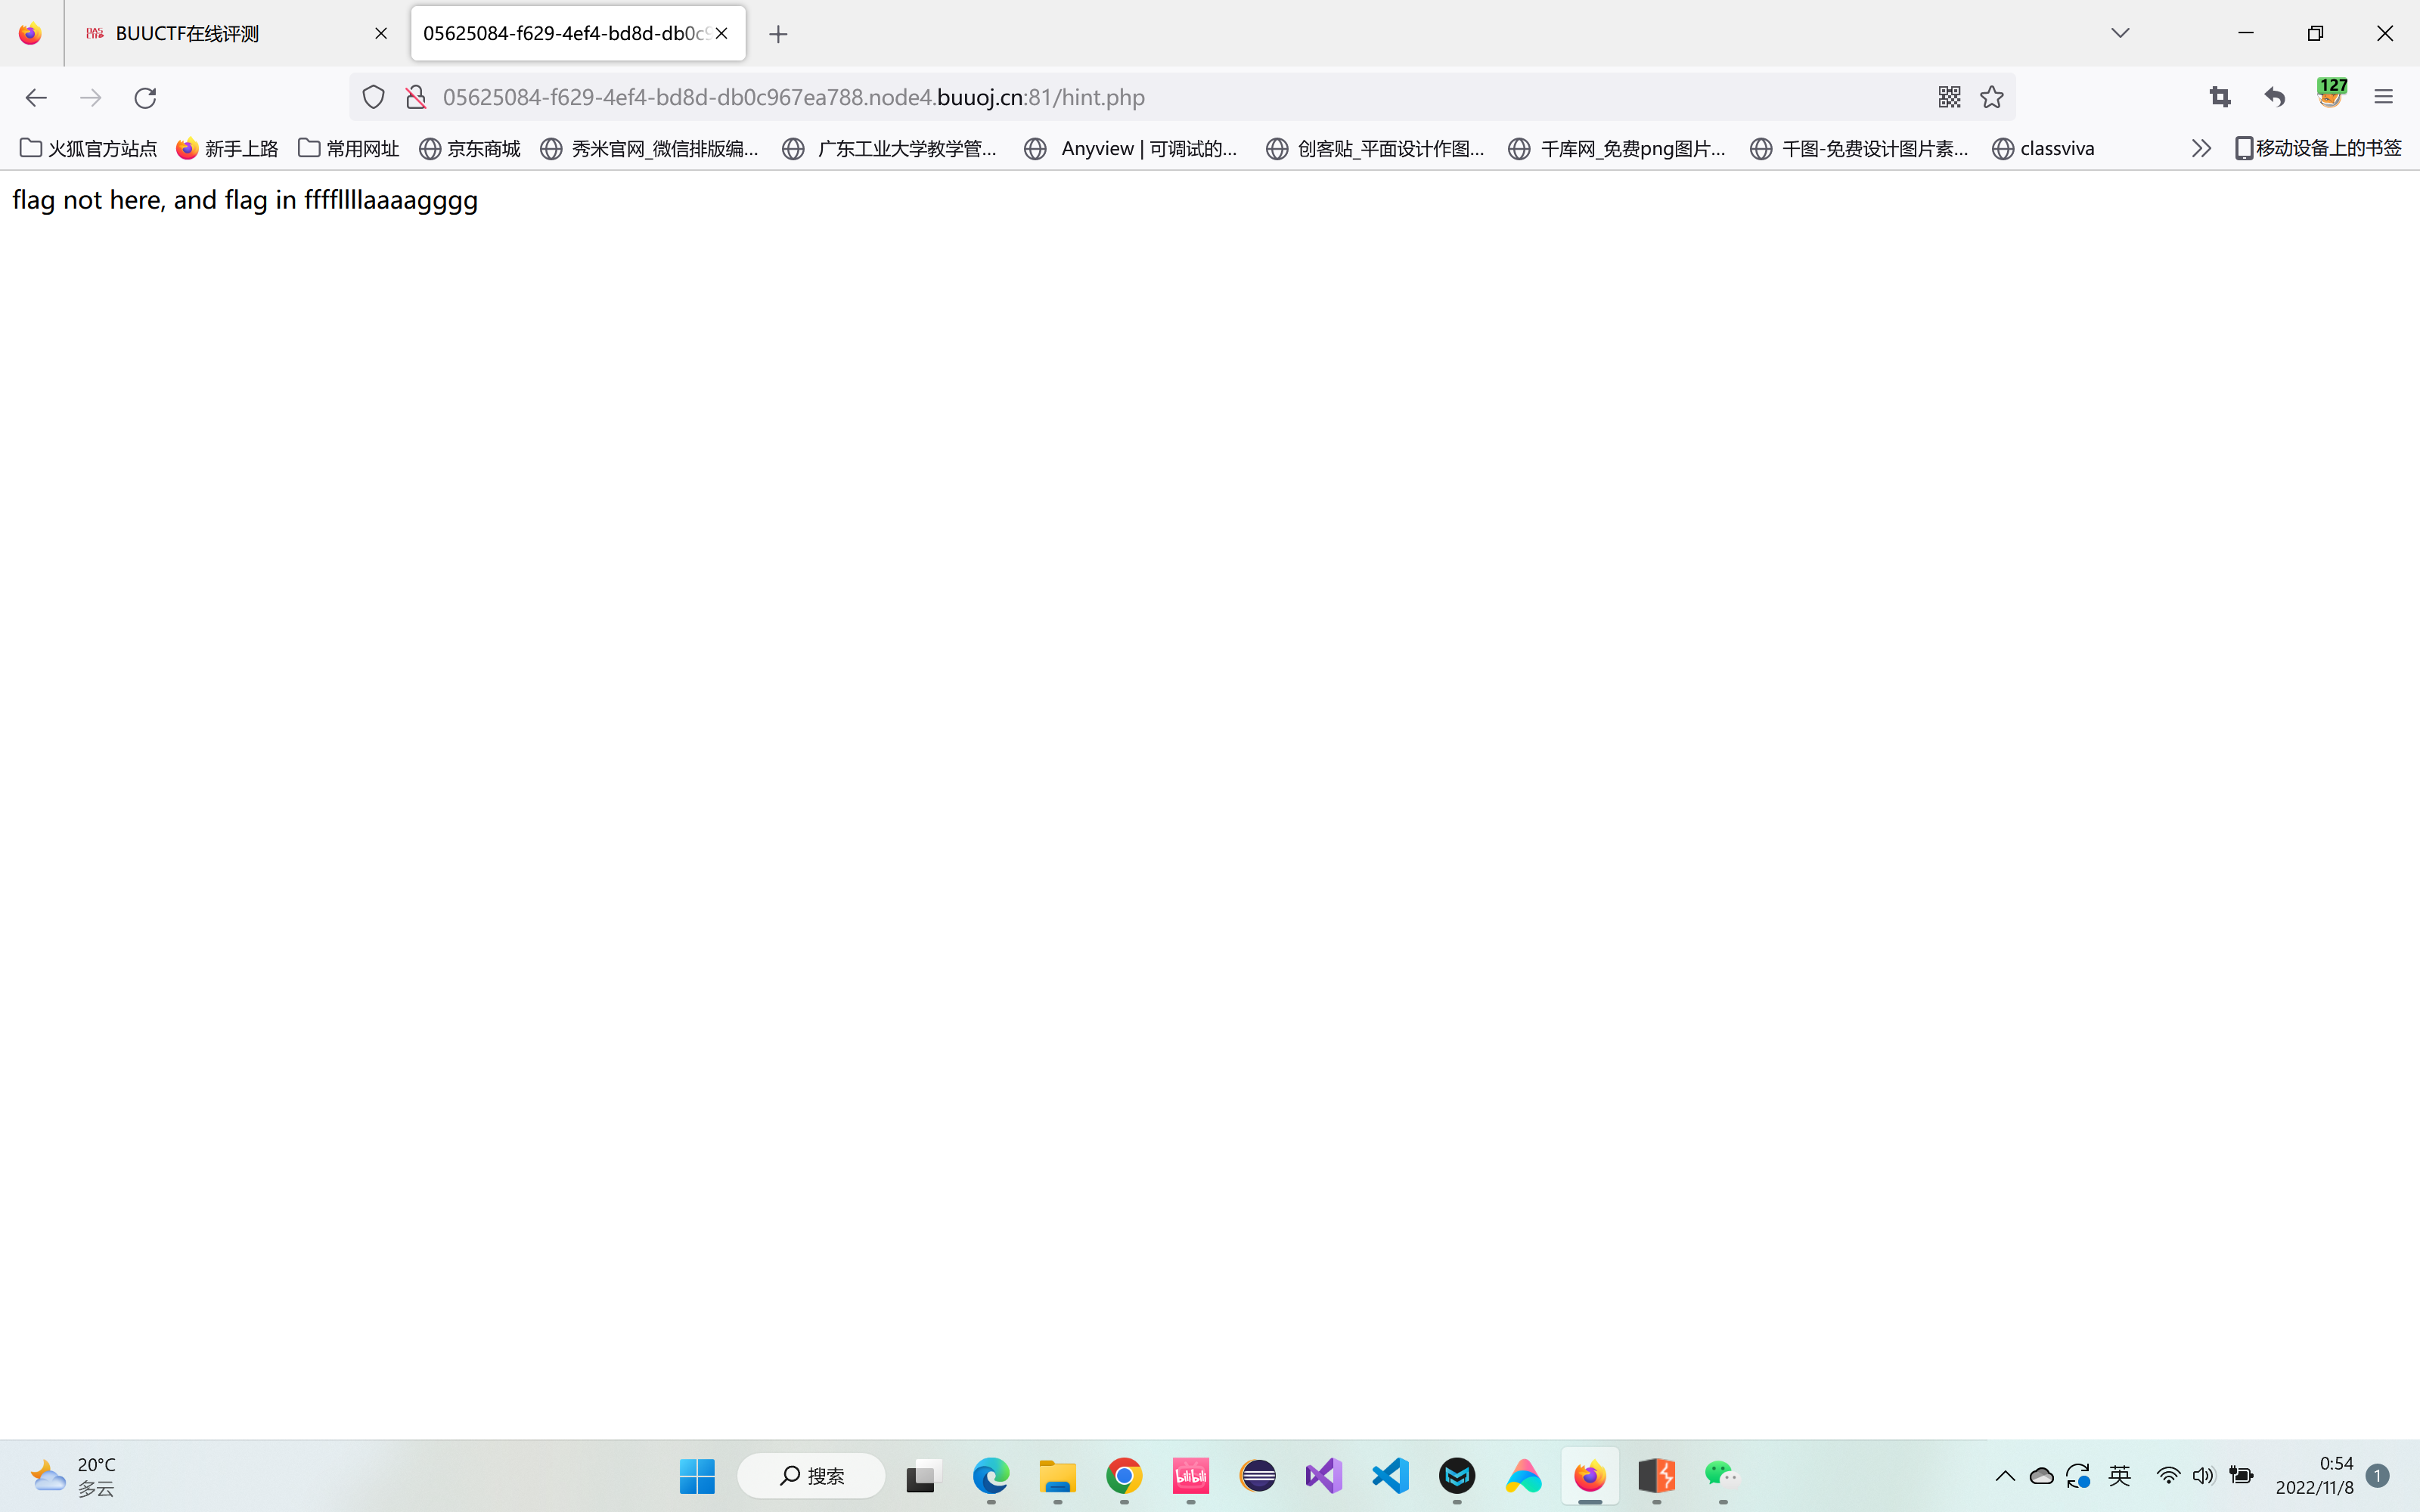 BUUCTF在线评测
05625084-f629-4ef4-bd8d-db0c9
05625084-f629-4ef4-bd8d-db0c967ea788.node4.buuoj.cn:81/hint.php
127
火狐官方站点
新手上路
常用网址
京东商城
秀米官网_微信排版编...
广东工业大学教学管...
Anyview | 可调试的...
创客贴_平面设计作图...
千库网_免费png图片...
千图-免费设计图片素...
classviva
移动设备上的书签
flag not here, and flag in ffffllllaaaagggg
20°C
多云
搜索
bilibili
英
0:54
2022/11/8
1